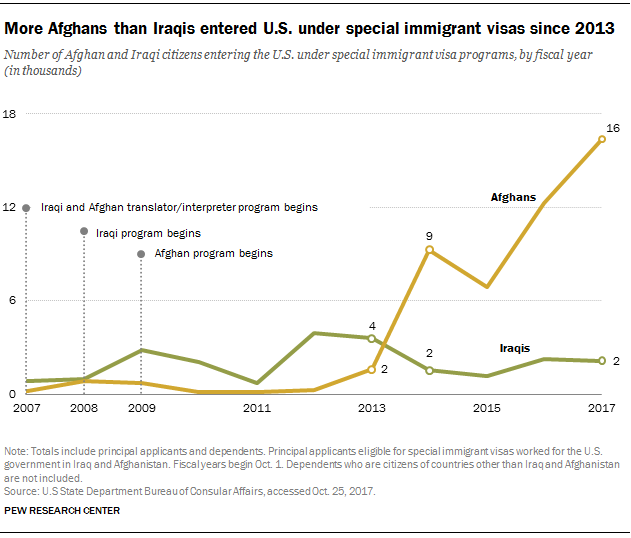 More Afghans than Iraqis entered U.S. under special immigrant visas since 2013
Number of Afghan and Iraqi citizens entering the U.S. under special immigrant visa programs, by fiscal year
(in thousands)
18
16
Afghans
12
Iraqi and Afghan translator/interpreter program begins
Iraqi program begins
9
Afghan program begins
6
4
2
2
Iraqis
2
0
2007
2008
2009
2011
2013
2015
2017
Note: Totals include principal applicants and dependents. Principal applicants eligible for special immigrant visas worked for the U.S.
government in Iraq and Afghanistan. Fiscal years begin Oct. 1. Dependents who are citizens of countries other than Iraq and Afghanistan
are not included.
Source: U.S State Department Bureau of Consular Affairs, accessed Oct. 25, 2017.
PEW RESEARCH CENTER